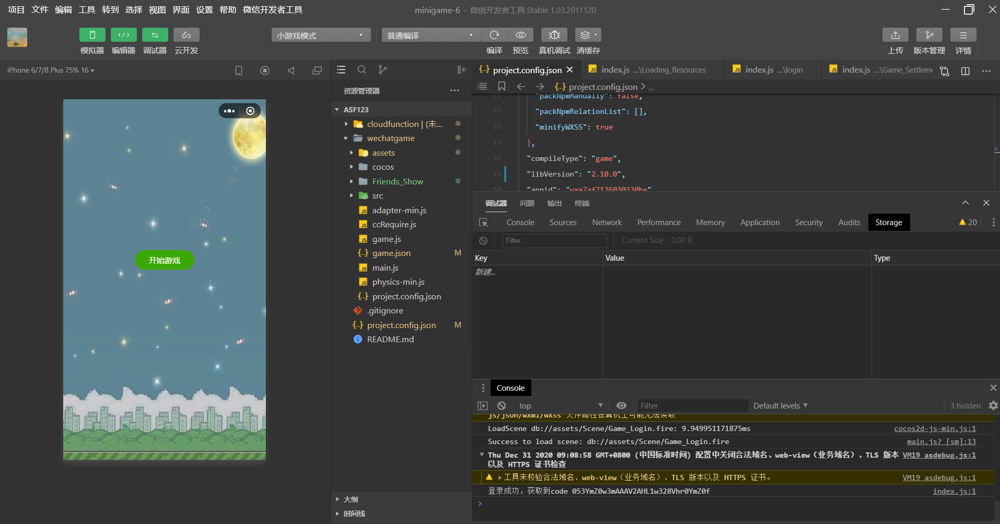 项目 文件 编辑 工具 转到 选择 视图 界面 设置 帮助 微信开发者工具
minigame-6 - 微信开发者工具 Stable 1.03.2011120
小游戏模式
普通编译
模拟器 编辑器 调试器 云开发
编译 预览 真机调试 清缓存
上传 版本管理 详情
iPhone 6/7/8 Plus 75% 16
开始游戏
资源管理器
ASF123
cloudfunction | (未...
wechatgame
assets
cocos
Friends_Show
src
adapter-min.js
ccRequire.js
game.js
game.json M
main.js
physics-min.js
project.config.json
.gitignore
project.config.json M
README.md
大纲
时间线
project.config.json
index.js ...\Loading_Resources
index.js ...\login
index.js ...\Game_Settleme
project.config.json > ...
34 "packNpmManually": false,
35 "packNpmRelationList": [],
36 "minifyWXSS": true
37 },
38 "compileType": "game",
39 "libVersion": "2.10.0",
40 "appid": "wxe7af7126030330be"
调试器 问题 输出 终端
Console Sources Network Performance Memory Application Security Audits Storage 20
Filter... Current Size: 0.00 B
Key Value Type
新建...
Console
top Filter Default levels 3 hidden
js/json/wxml/wxss 文件路径在真机上可能无法读取
LoadScene db://assets/Scene/Game_Login.fire: 9.949951171875ms cocos2d-js-min.js:1
Success to load scene: db://assets/Scene/Game_Login.fire main.js? [sm]:13
Thu Dec 31 2020 09:08:58 GMT+0800 (中国标准时间) 配置中关闭合法域名、web-view（业务域名）、TLS 版本 VM19 asdebug.js:1
以及 HTTPS 证书检查
工具未校验合法域名、web-view（业务域名）、TLS 版本以及 HTTPS 证书。 VM19 asdebug.js:1
登录成功，获取到code 053YmZ0w3mAAAV2AHL1w328Vhr0YmZ0f index.js:1